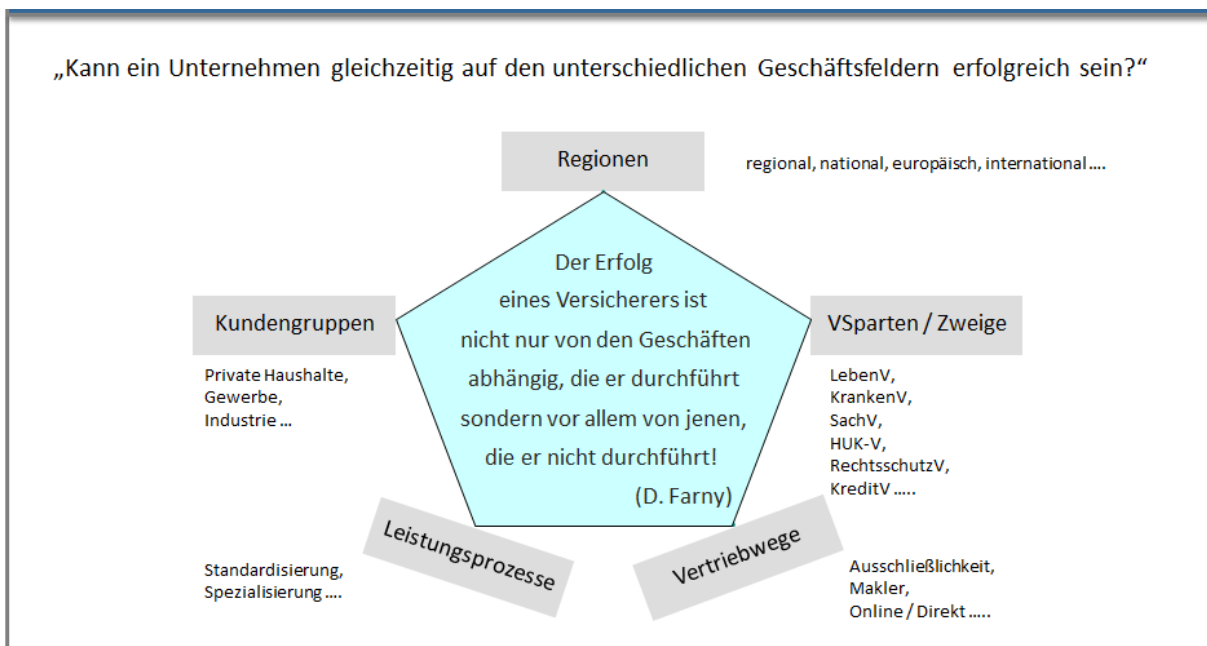 „Kann ein Unternehmen gleichzeitig auf den unterschiedlichen Geschäftsfeldern erfolgreich sein?“
Regionen
regional, national, europäisch, international ....
Der Erfolg
eines Versicherers ist
nicht nur von den Geschäften
abhängig, die er durchführt
sondern vor allem von jenen,
die er nicht durchführt!
(D. Farny)
Kundengruppen
Private Haushalte,
Gewerbe,
Industrie ...
VSparten / Zweige
LebenV,
KrankenV,
SachV,
HUK-V,
RechtsschutzV,
KreditV .....
Leistungsprozesse
Standardisierung,
Spezialisierung ....
Vertriebwege
Ausschließlichkeit,
Makler,
Online / Direkt .....